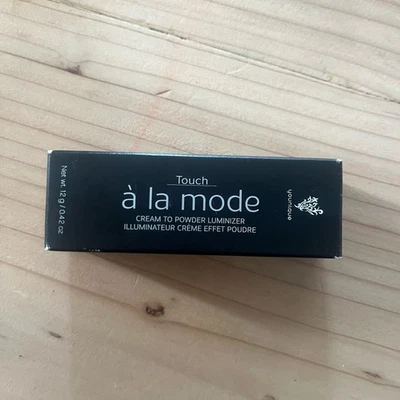 Touch
à la mode
CREAM TO POWDER LUMINIZER
ILLUMINATEUR CRÈME EFFET POUDRE
Net wt. 12 g / 0.42 oz
younique